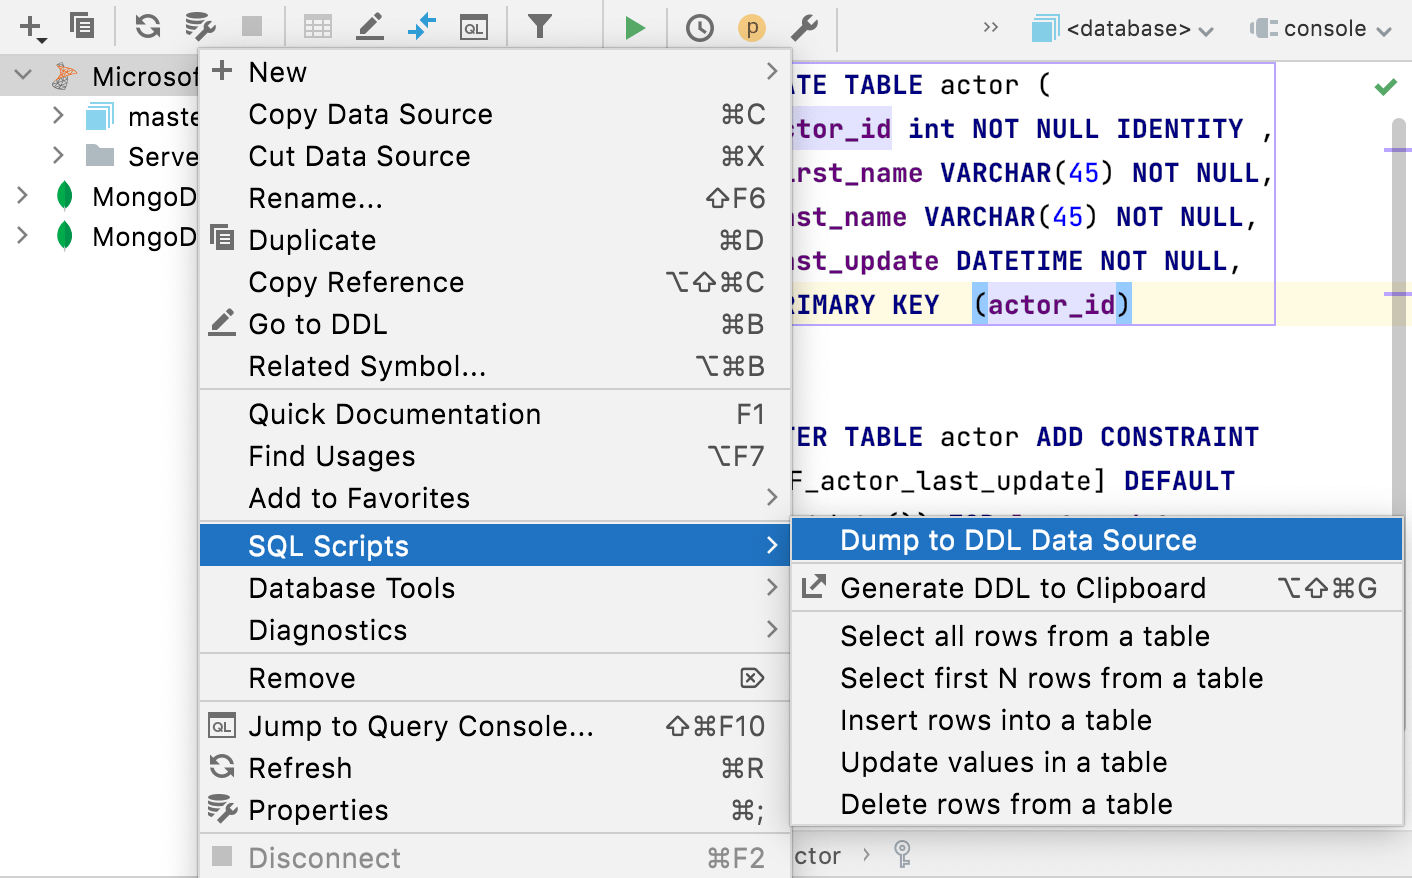 QL
p
<database>
console
Microsof
maste
Serve
MongoD
MongoD
New
Copy Data Source ⌘C
Cut Data Source ⌘X
Rename... ⇧F6
Duplicate ⌘D
Copy Reference ⌥⇧⌘C
Go to DDL ⌘B
Related Symbol... ⌥⌘B
Quick Documentation F1
Find Usages ⌥F7
Add to Favorites
SQL Scripts
Database Tools
Diagnostics
Remove ⌦
QL Jump to Query Console... ⇧⌘F10
Refresh ⌘R
Properties ⌘;
Disconnect ⌘F2
ATE TABLE actor (
ctor_id int NOT NULL IDENTITY ,
irst_name VARCHAR(45) NOT NULL,
ast_name VARCHAR(45) NOT NULL,
ast_update DATETIME NOT NULL,
RIMARY KEY (actor_id)
TER TABLE actor ADD CONSTRAINT
F_actor_last_update] DEFAULT
Dump to DDL Data Source
Generate DDL to Clipboard ⌥⇧⌘G
Select all rows from a table
Select first N rows from a table
Insert rows into a table
Update values in a table
Delete rows from a table
ctor